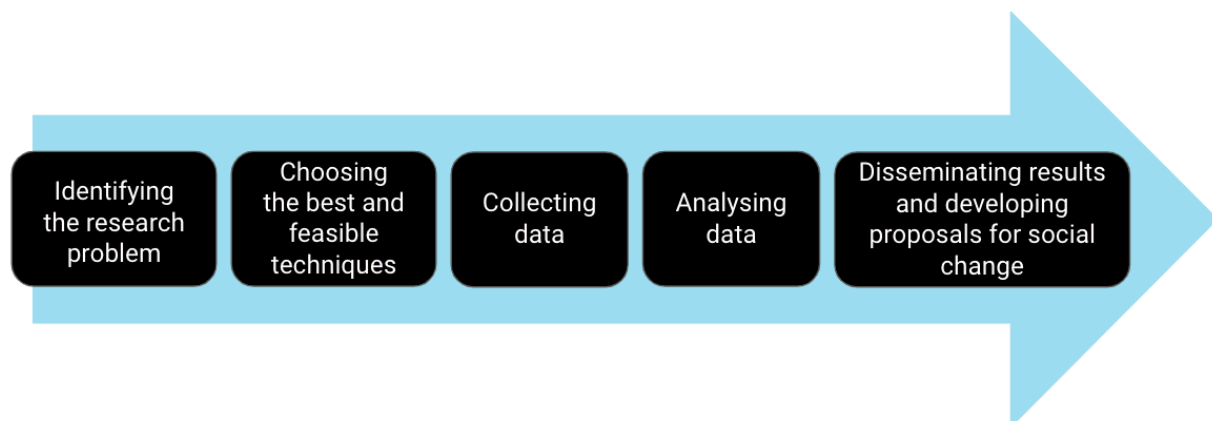 Identifying
the research
problem
Choosing
the best and
feasible
techniques
Collecting
data
Analysing
data
Disseminating results
and developing
proposals for social
change